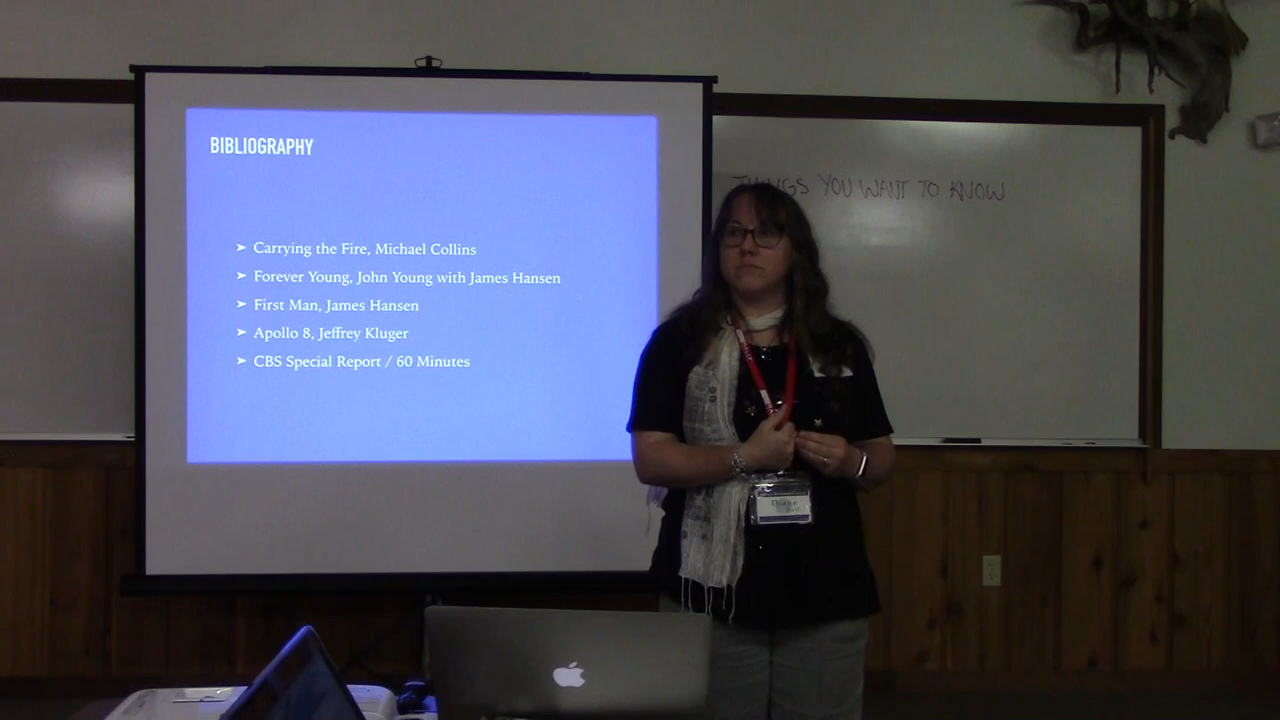 BIBLIOGRAPHY
➤ Carrying the Fire, Michael Collins
➤ Forever Young, John Young with James Hansen
➤ First Man, James Hansen
➤ Apollo 8, Jeffrey Kluger
➤ CBS Special Report / 60 Minutes
THINGS YOU WANT TO KNOW